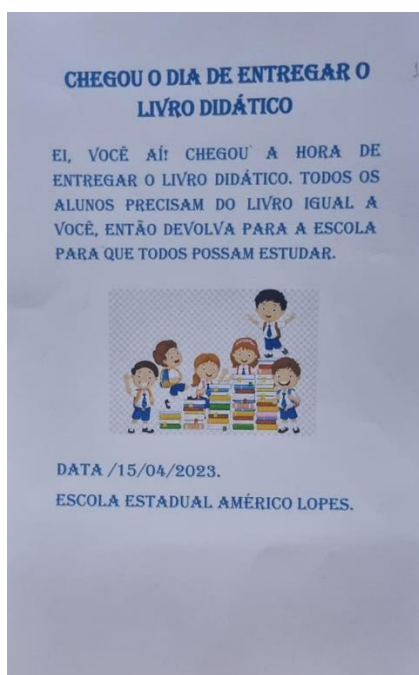 CHEGOU O DIA DE ENTREGAR O
LIVRO DIDÁTICO
EI, VOCÊ AÍ! CHEGOU A HORA DE
ENTREGAR O LIVRO DIDÁTICO. TODOS OS
ALUNOS PRECISAM DO LIVRO IGUAL A
VOCÊ, ENTÃO DEVOLVA PARA A ESCOLA
PARA QUE TODOS POSSAM ESTUDAR.
DATA /15/04/2023.
ESCOLA ESTADUAL AMÉRICO LOPES.